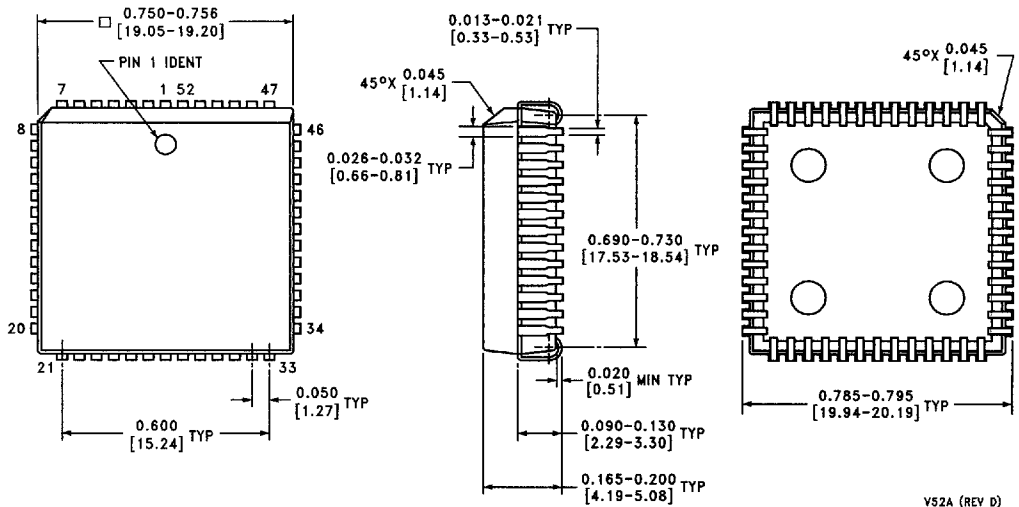 □ 0.750-0.756
[19.05-19.20]
PIN 1 IDENT
7
1 52
47
8
46
20
34
21
33
0.050
[1.27] TYP
0.600
[15.24] TYP
0.013-0.021
[0.33-0.53] TYP
45°X 0.045
[1.14]
0.026-0.032
[0.66-0.81] TYP
0.690-0.730
[17.53-18.54] TYP
0.020
[0.51] MIN TYP
0.090-0.130
[2.29-3.30] TYP
0.165-0.200
[4.19-5.08] TYP
45°X 0.045
[1.14]
0.785-0.795
[19.94-20.19] TYP
V52A (REV D)